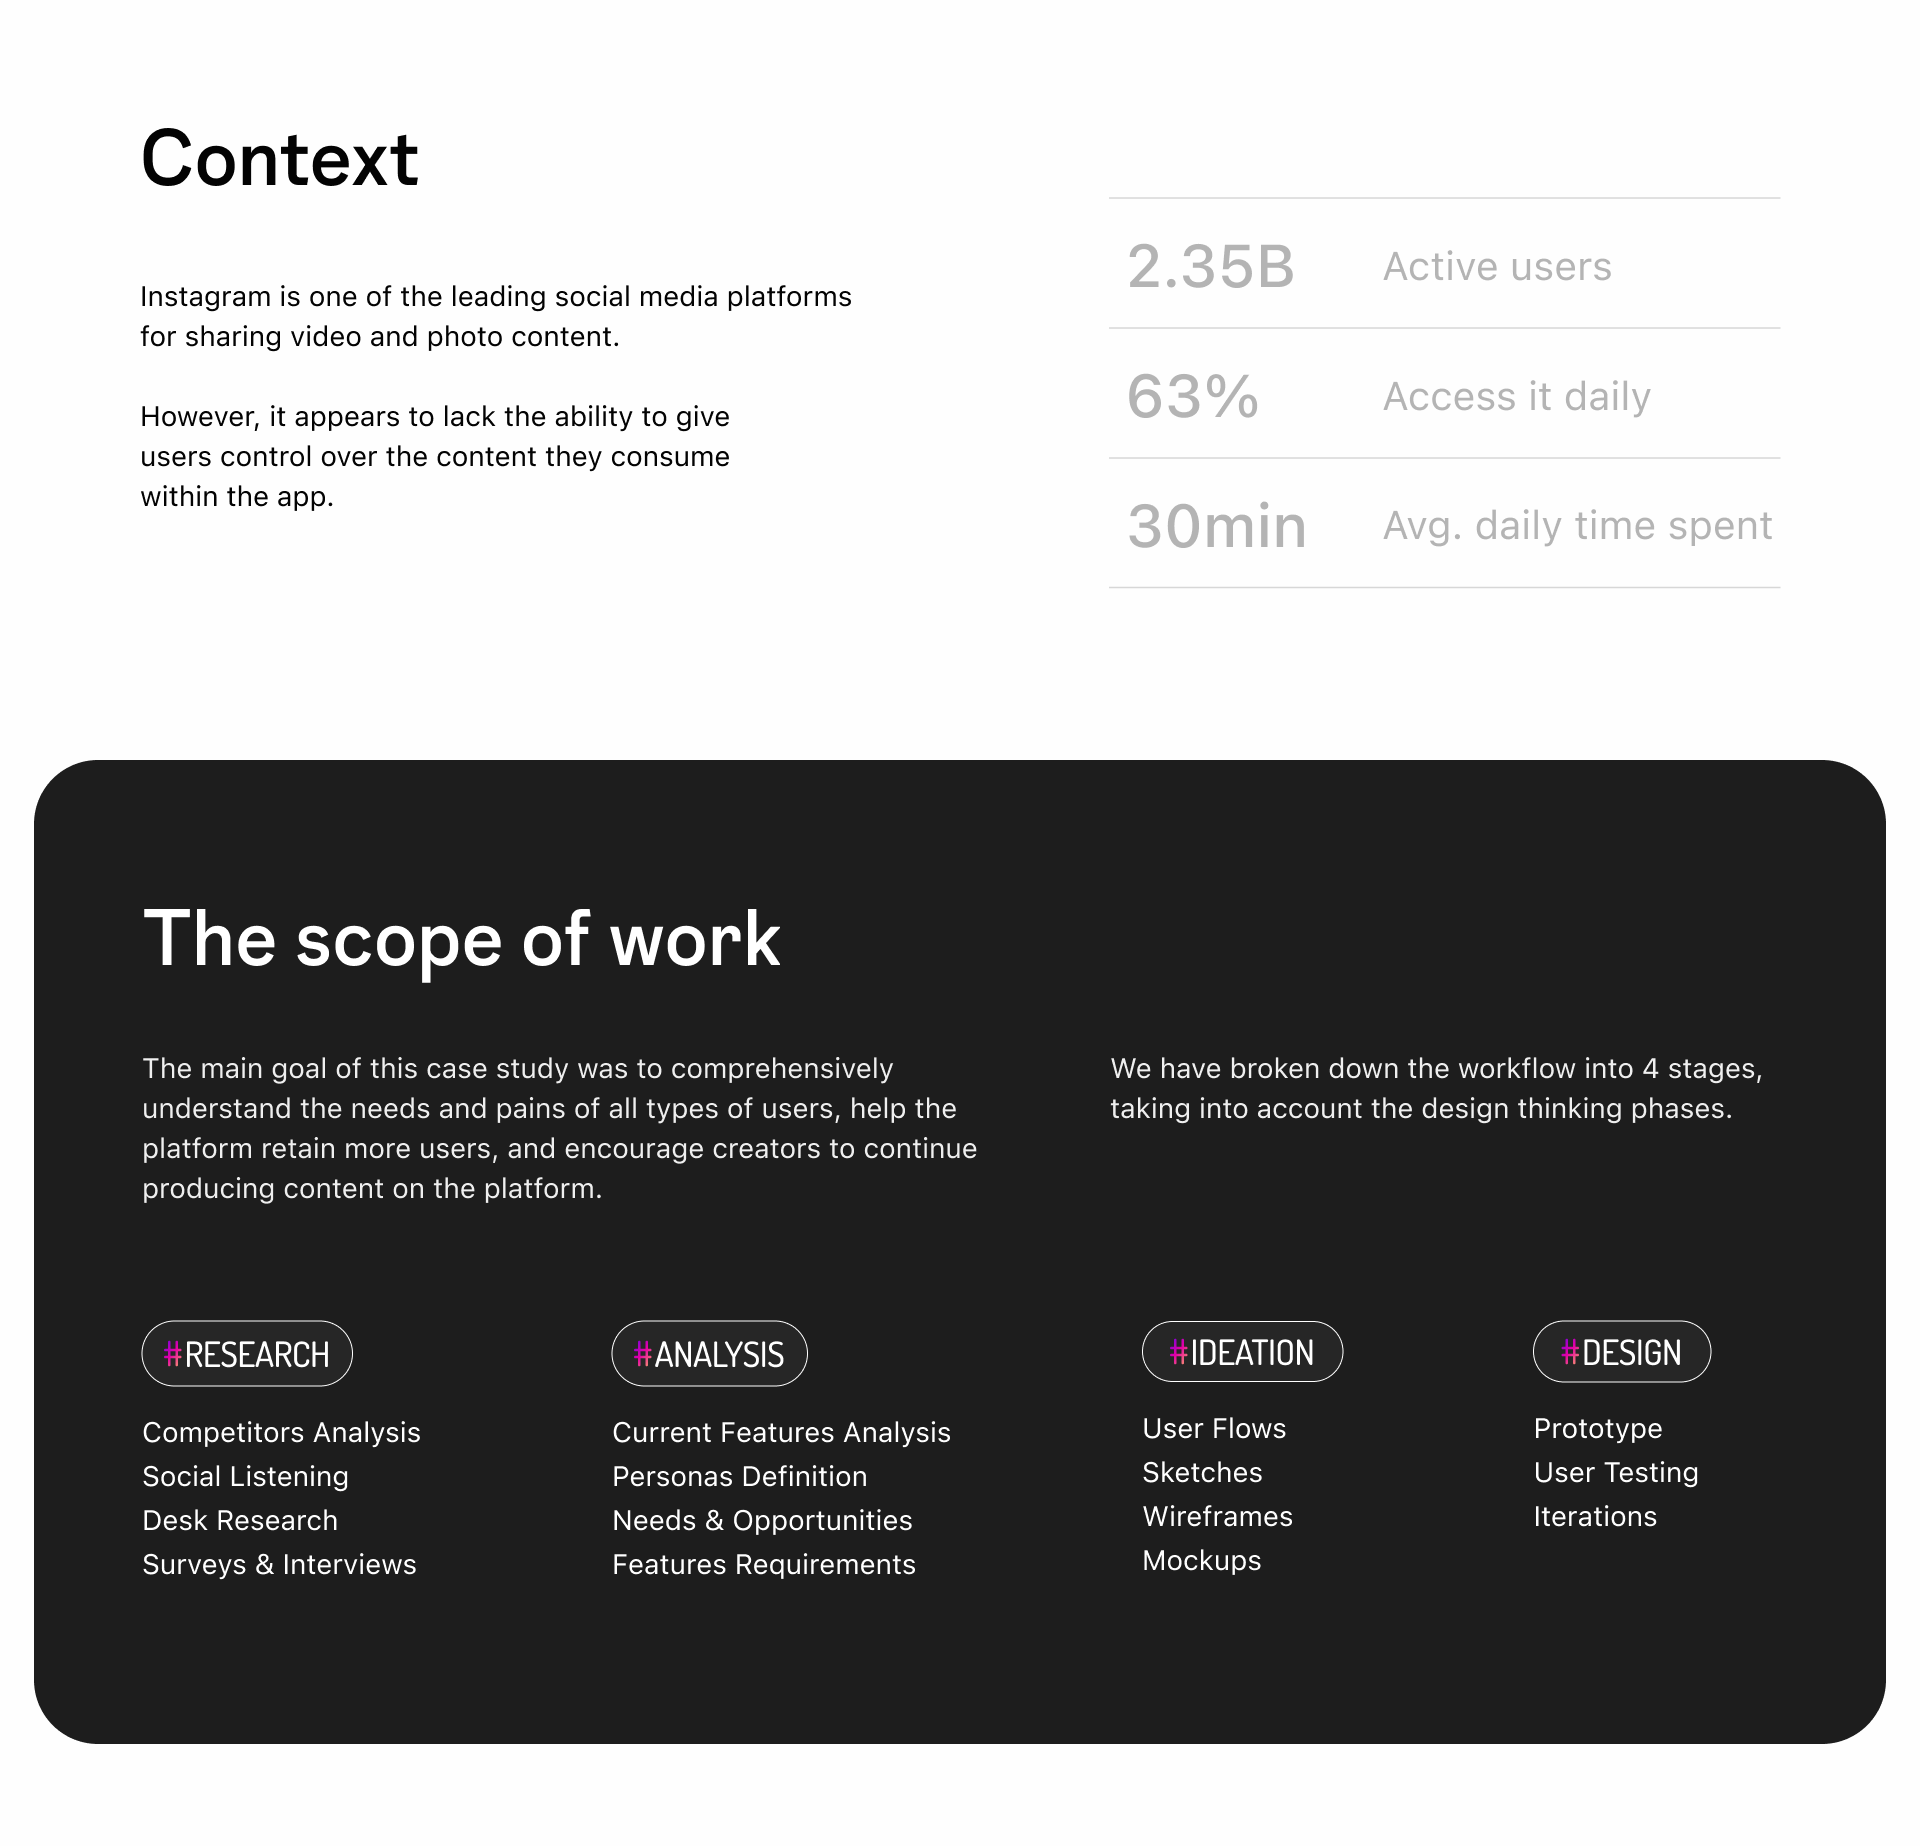 Context
Instagram is one of the leading social media platforms
for sharing video and photo content.
However, it appears to lack the ability to give
users control over the content they consume
within the app.
2.35B Active users
63% Access it daily
30min Avg. daily time spent
The scope of work
The main goal of this case study was to comprehensively
understand the needs and pains of all types of users, help the
platform retain more users, and encourage creators to continue
producing content on the platform.
We have broken down the workflow into 4 stages,
taking into account the design thinking phases.
#RESEARCH
Competitors Analysis
Social Listening
Desk Research
Surveys & Interviews
#ANALYSIS
Current Features Analysis
Personas Definition
Needs & Opportunities
Features Requirements
#IDEATION
User Flows
Sketches
Wireframes
Mockups
#DESIGN
Prototype
User Testing
Iterations